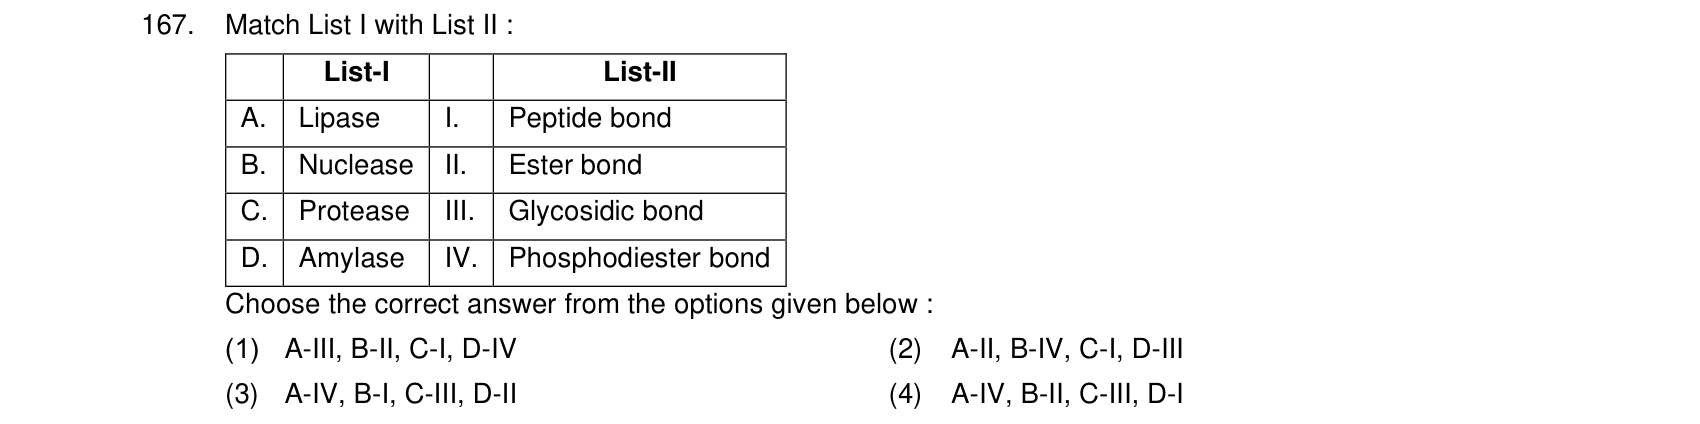 167. Match List I with List II :
List-I List-II
A. Lipase I. Peptide bond
B. Nuclease II. Ester bond
C. Protease III. Glycosidic bond
D. Amylase IV. Phosphodiester bond
Choose the correct answer from the options given below :
(1) A-III, B-II, C-I, D-IV (2) A-II, B-IV, C-I, D-III
(3) A-IV, B-I, C-III, D-II (4) A-IV, B-II, C-III, D-I